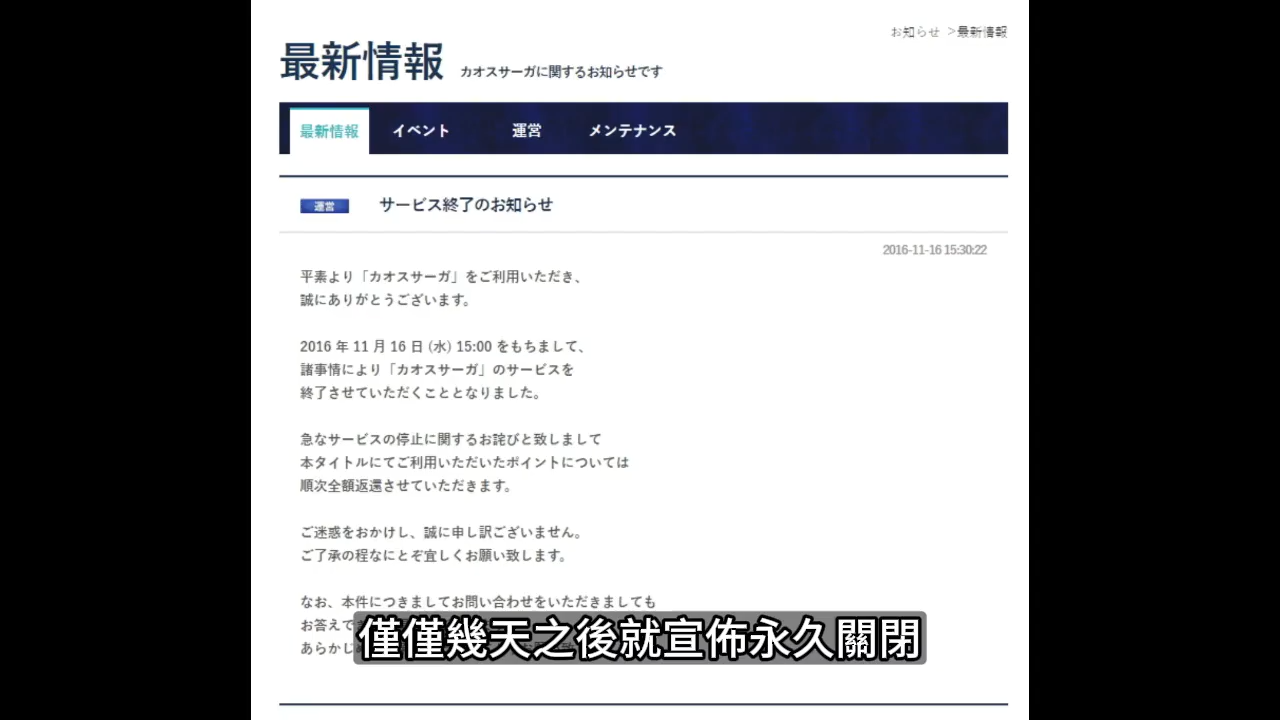 お知らせ >最新情報
最新情報 カオスサーガに関するお知らせです
最新情報 イベント 運営 メンテナンス
運営 サービス終了のお知らせ
2016-11-16 15:30:22
平素より「カオスサーガ」をご利用いただき、
誠にありがとうございます。
2016 年 11 月 16 日 (水) 15:00 をもちまして、
諸事情により「カオスサーガ」のサービスを
終了させていただくこととなりました。
急なサービスの停止に関するお詫びと致しまして
本タイトルにてご利用いただいたポイントについては
順次全額返還させていただきます。
ご迷惑をおかけし、誠に申し訳ございません。
ご了承の程なにとぞ宜しくお願い致します。
なお、本件につきましてお問い合わせをいただきましても
お答えで
あらかじ
僅僅幾天之後就宣佈永久關閉